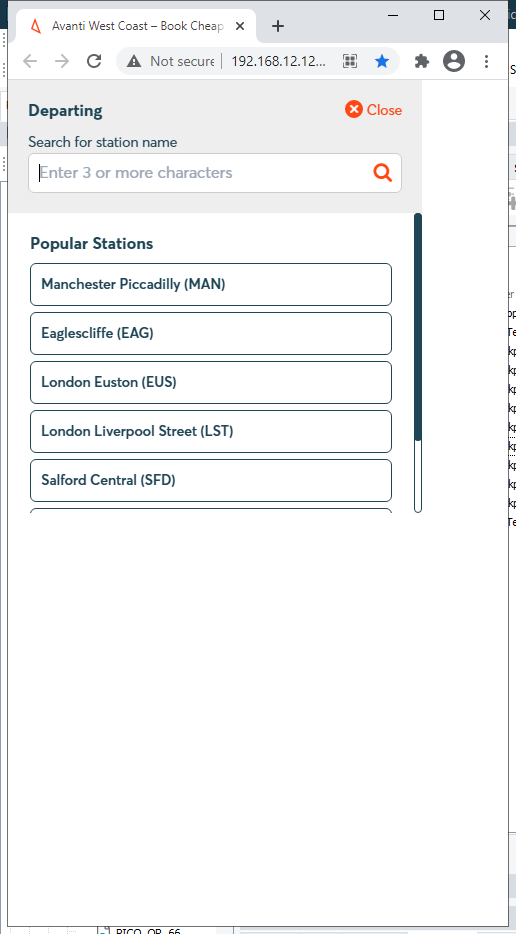 Avanti West Coast – Book Cheap
Not secure
192.168.12.12...
Departing
Close
Search for station name
Enter 3 or more characters
Popular Stations
Manchester Piccadilly (MAN)
Eaglescliffe (EAG)
London Euston (EUS)
London Liverpool Street (LST)
Salford Central (SFD)
PICO_OR_66